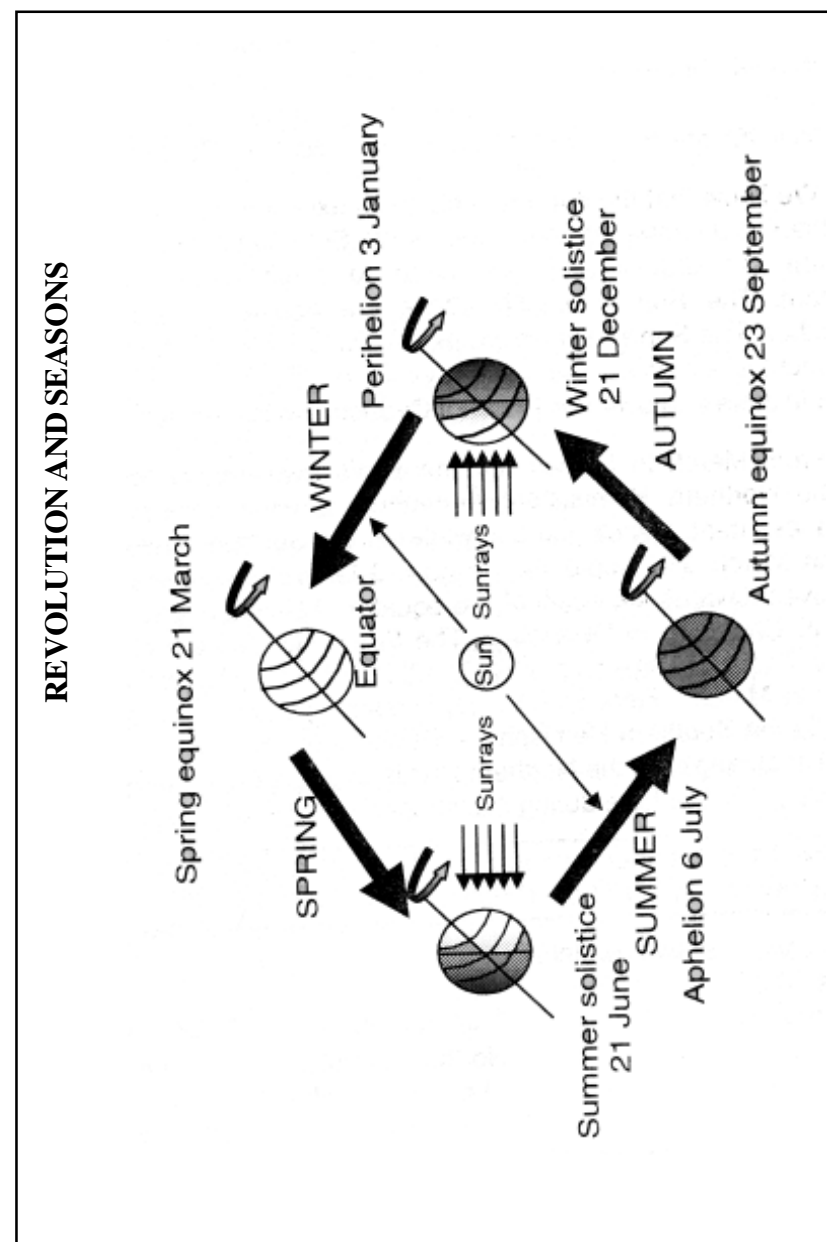 REVOLUTION AND SEASONS
Spring equinox 21 March
Perihelion 3 January
WINTER
Equator
SPRING
Sunrays
Sun
Sunrays
Winter solistice
21 December
AUTUMN
Autumn equinox 23 September
Summer solistice
21 June
SUMMER
Aphelion 6 July